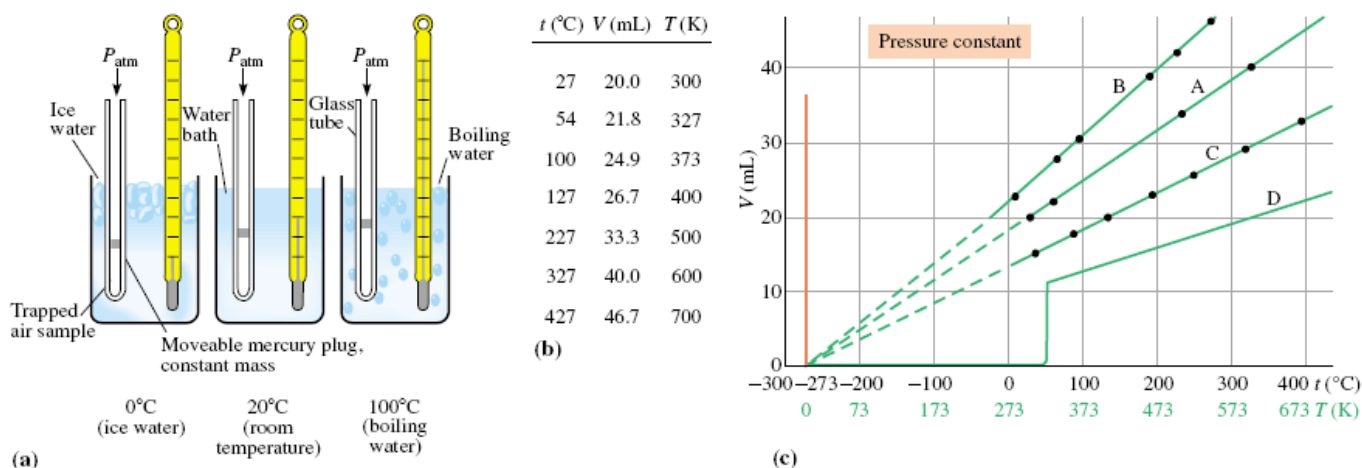 P atm P atm P atm
Ice water
Water bath
Glass tube
Boiling water
Trapped air sample
Moveable mercury plug, constant mass
0°C (ice water)
20°C (room temperature)
100°C (boiling water)
(a)
t (°C) V (mL) T (K)
27 20.0 300
54 21.8 327
100 24.9 373
127 26.7 400
227 33.3 500
327 40.0 600
427 46.7 700
(b)
Pressure constant
B
A
C
D
V (mL)
40
30
20
10
0
−300 −273 −200 −100 0 100 200 300 400 t (°C)
0 73 173 273 373 473 573 673 T (K)
(c)